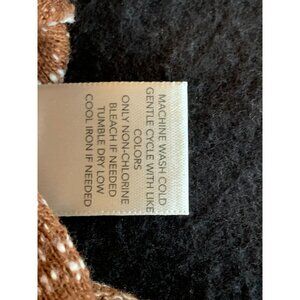 MACHINE WASH COLD
GENTLE CYCLE WITH LIKE
COLORS
ONLY NON-CHLORINE
BLEACH IF NEEDED
TUMBLE DRY LOW
COOL IRON IF NEEDED